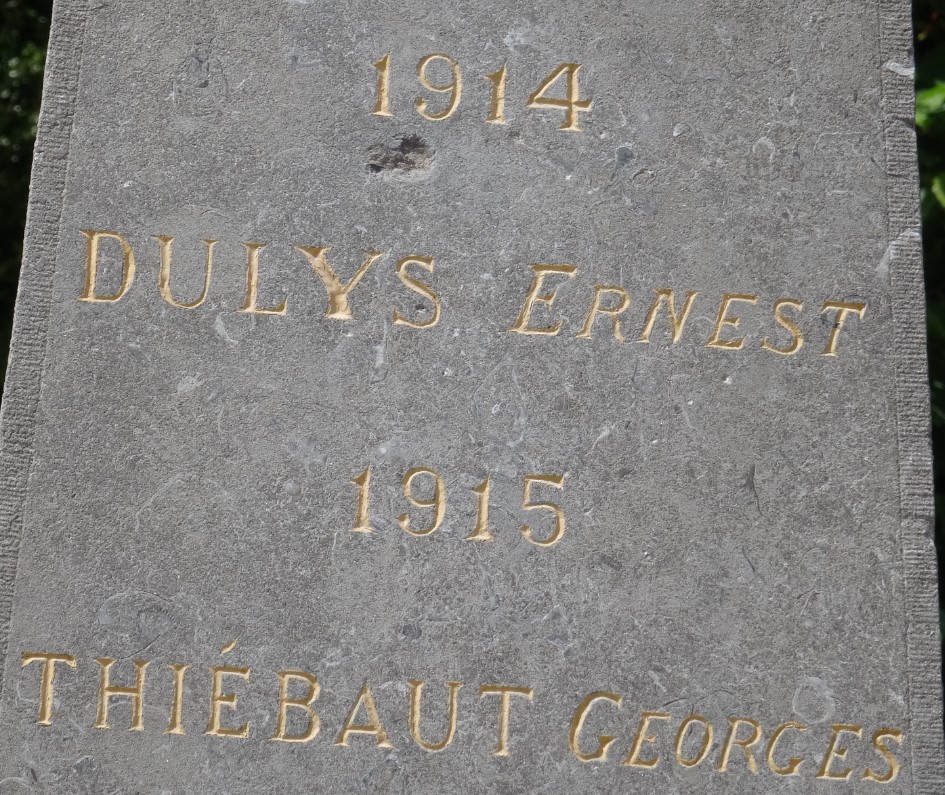 1914
DULYS ERNEST
1915
THIÉBAUT GEORGES